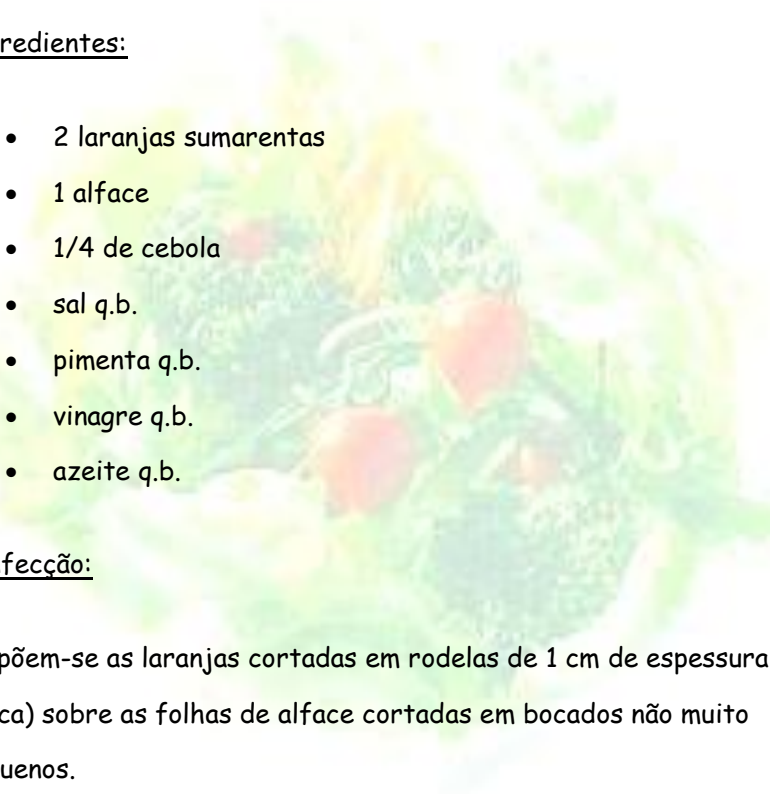 redientes:
• 2 laranjas sumarentas
• 1 alface
• 1/4 de cebola
• sal q.b.
• pimenta q.b.
• vinagre q.b.
• azeite q.b.
fecção:
põem-se as laranjas cortadas em rodelas de 1 cm de espessura
ca) sobre as folhas de alface cortadas em bocados não muito
uenos.